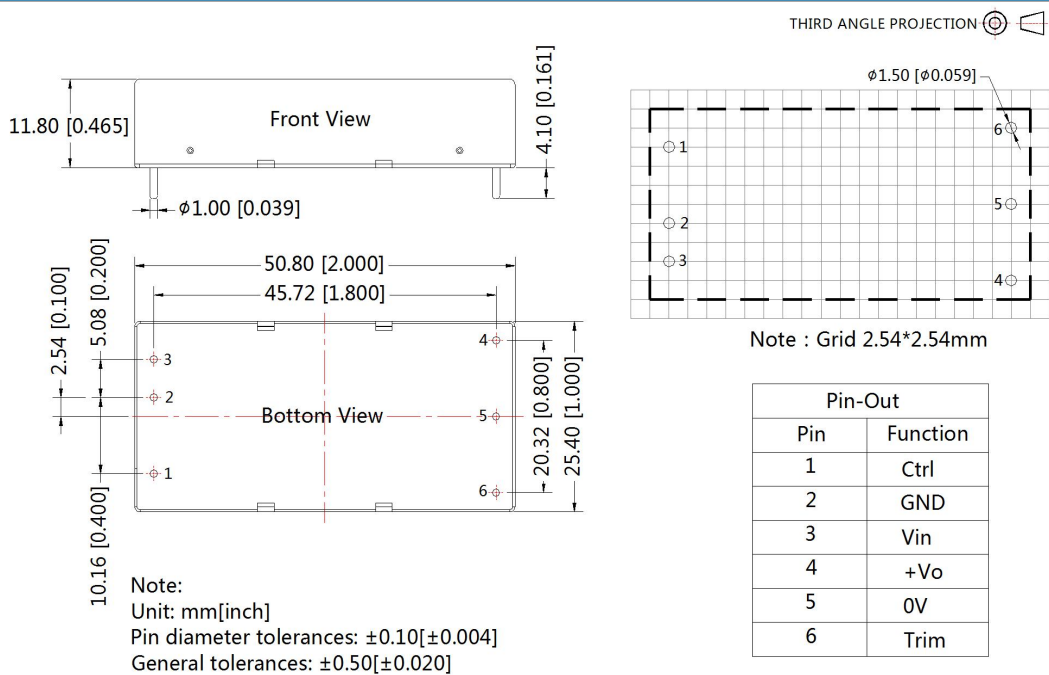 THIRD ANGLE PROJECTION
11.80 [0.465]
Front View
4.10 [0.161]
ϕ1.00 [0.039]
ϕ1.50 [ϕ0.059]
6
1
5
2
3
4
Note : Grid 2.54*2.54mm
50.80 [2.000]
45.72 [1.800]
2.54 [0.100]
5.08 [0.200]
10.16 [0.400]
3
2
1
Bottom View
4
5
6
20.32 [0.800]
25.40 [1.000]
Pin-Out
Pin Function
1 Ctrl
2 GND
3 Vin
4 +Vo
5 0V
6 Trim
Note:
Unit: mm[inch]
Pin diameter tolerances: ±0.10[±0.004]
General tolerances: ±0.50[±0.020]